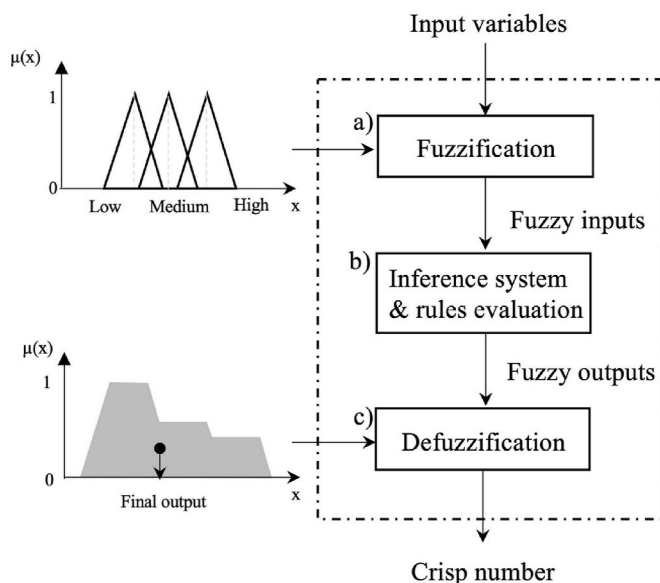 Input variables
μ(x)
1
0
Low Medium High x
a)
Fuzzification
Fuzzy inputs
b)
Inference system
& rules evaluation
Fuzzy outputs
μ(x)
1
0
Final output x
c)
Defuzzification
Crisp number